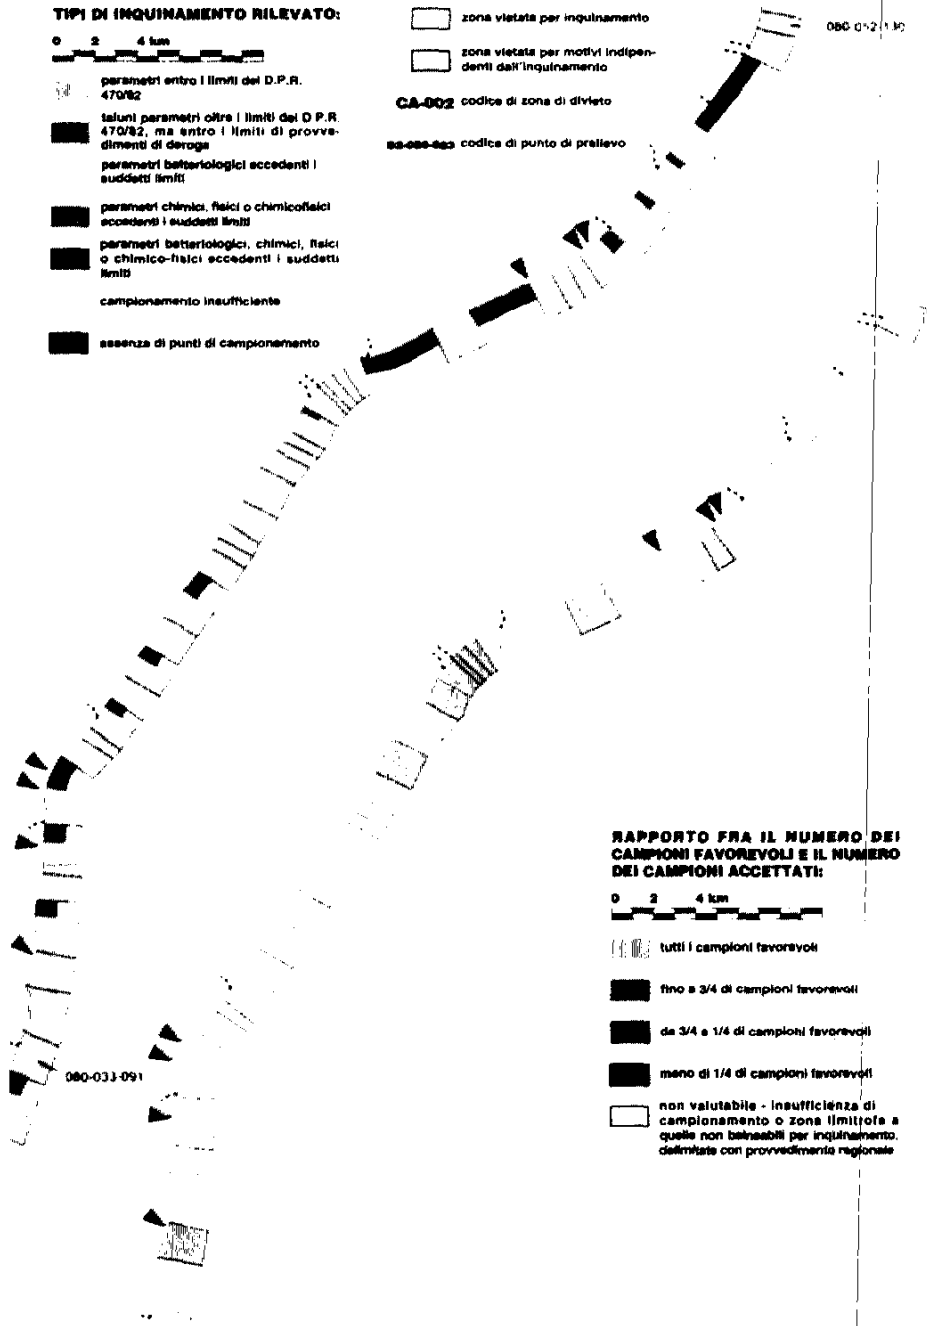 TIPI DI INQUINAMENTO RILEVATO:
0 2 4 km
parametri entro i limiti del D.P.R.
470/82
taluni parametri oltre i limiti del D P R.
470/82, ma entro i limiti di provve-
dimenti di deroga
parametri batteriologici eccedenti i
suddetti limiti
parametri chimici, fisici o chimicofisici
eccedenti i suddetti limiti
parametri batteriologici, chimici, fisici
o chimico-fisici eccedenti i suddetti
limiti
campionamento insufficiente
assenza di punti di campionamento
zona vietata per inquinamento
zona vietata per motivi indipen-
denti dall'inquinamento
CA-002 codice di zona di divieto
codice di punto di prelievo
080-033-091
RAPPORTO FRA IL NUMERO DEI
CAMPIONI FAVOREVOLI E IL NUMERO
DEI CAMPIONI ACCETTATI:
0 2 4 km
tutti i campioni favorevoli
fino a 3/4 di campioni favorevoli
da 3/4 a 1/4 di campioni favorevoli
meno di 1/4 di campioni favorevoli
non valutabile - insufficienza di
campionamento o zona limitrofa a
quelle non balneabili per inquinamento,
delimitate con provvedimento regionale